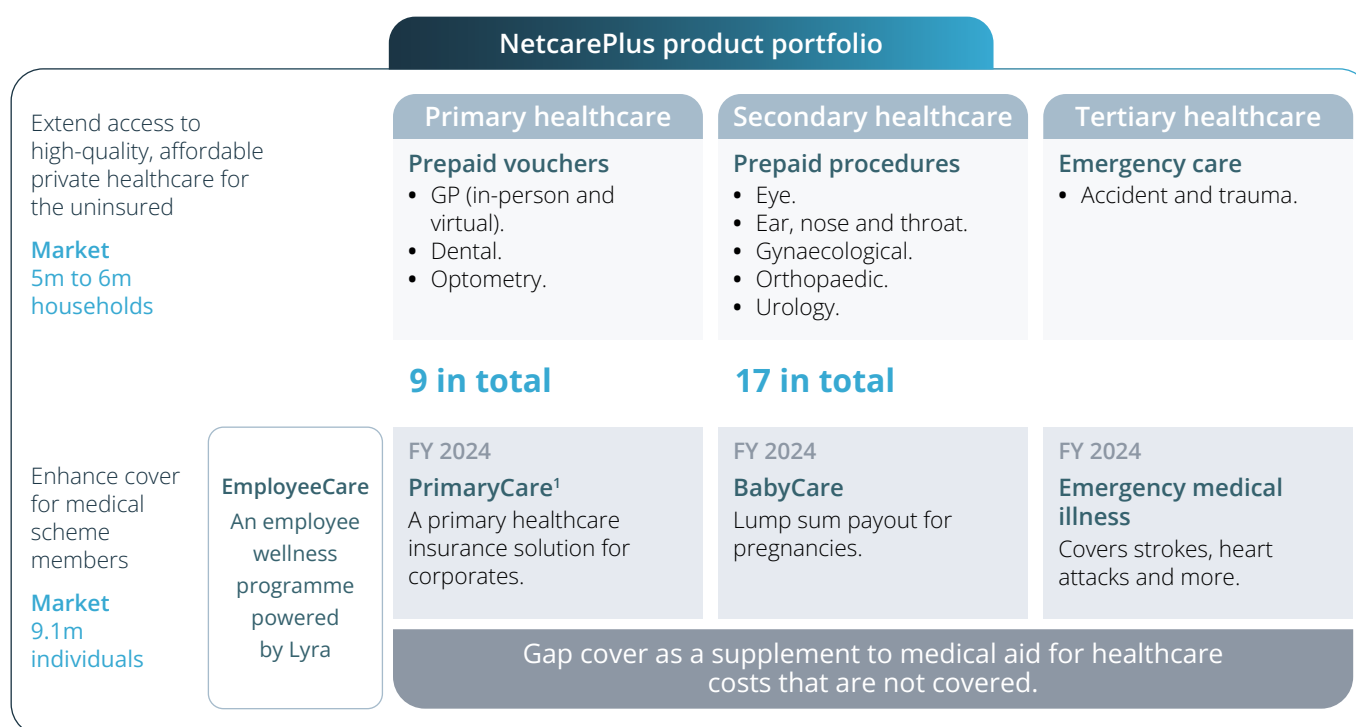 NetcarePlus product portfolio
Extend access to
high-quality, affordable
private healthcare for
the uninsured
Market
5m to 6m
households
Primary healthcare
Prepaid vouchers
• GP (in-person and
virtual).
• Dental.
• Optometry.
9 in total
Secondary healthcare
Prepaid procedures
• Eye.
• Ear, nose and throat.
• Gynaecological.
• Orthopaedic.
• Urology.
17 in total
Tertiary healthcare
Emergency care
• Accident and trauma.
Enhance cover
for medical
scheme
members
Market
9.1m
individuals
EmployeeCare
An employee
wellness
programme
powered
by Lyra
FY 2024
PrimaryCare¹
A primary healthcare
insurance solution for
corporates.
FY 2024
BabyCare
Lump sum payout for
pregnancies.
FY 2024
Emergency medical
illness
Covers strokes, heart
attacks and more.
Gap cover as a supplement to medical aid for healthcare
costs that are not covered.